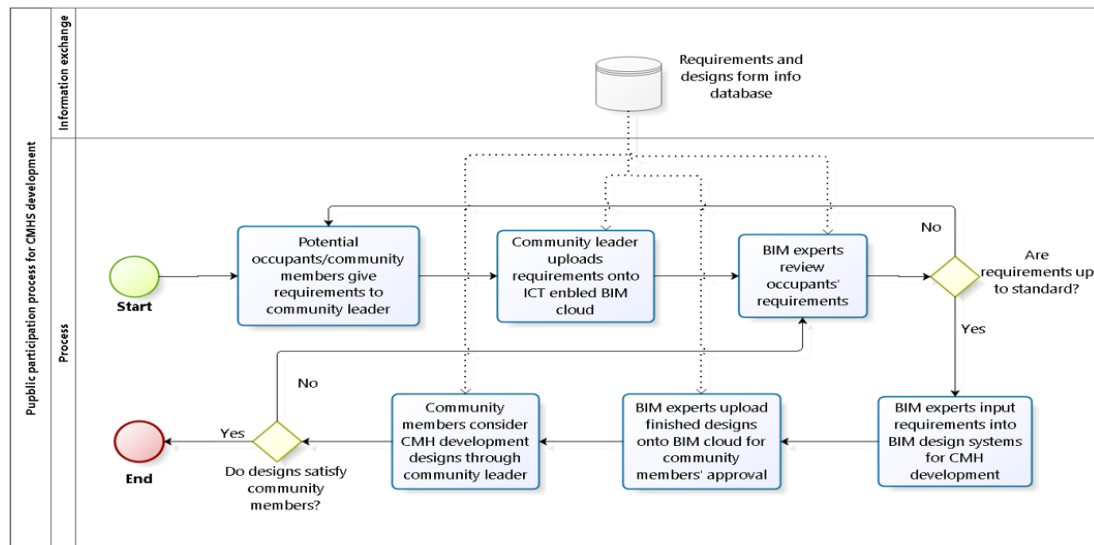 Pupblic participation process for CMHS development
Information exchange
Process
Requirements and
designs form info
database
Start
Potential
occupants/community
members give
requirements to
community leader
Community leader
uploads
requirements onto
ICT enbled BIM
cloud
BIM experts
review
occupants'
requirements
No
Are
requirements up
to standard?
Yes
BIM experts input
requirements into
BIM design systems
for CMH
development
BIM experts upload
finished designs
onto BIM cloud for
community
members' approval
Community
members consider
CMH development
designs through
community leader
No
Yes
Do designs satisfy
community
members?
End